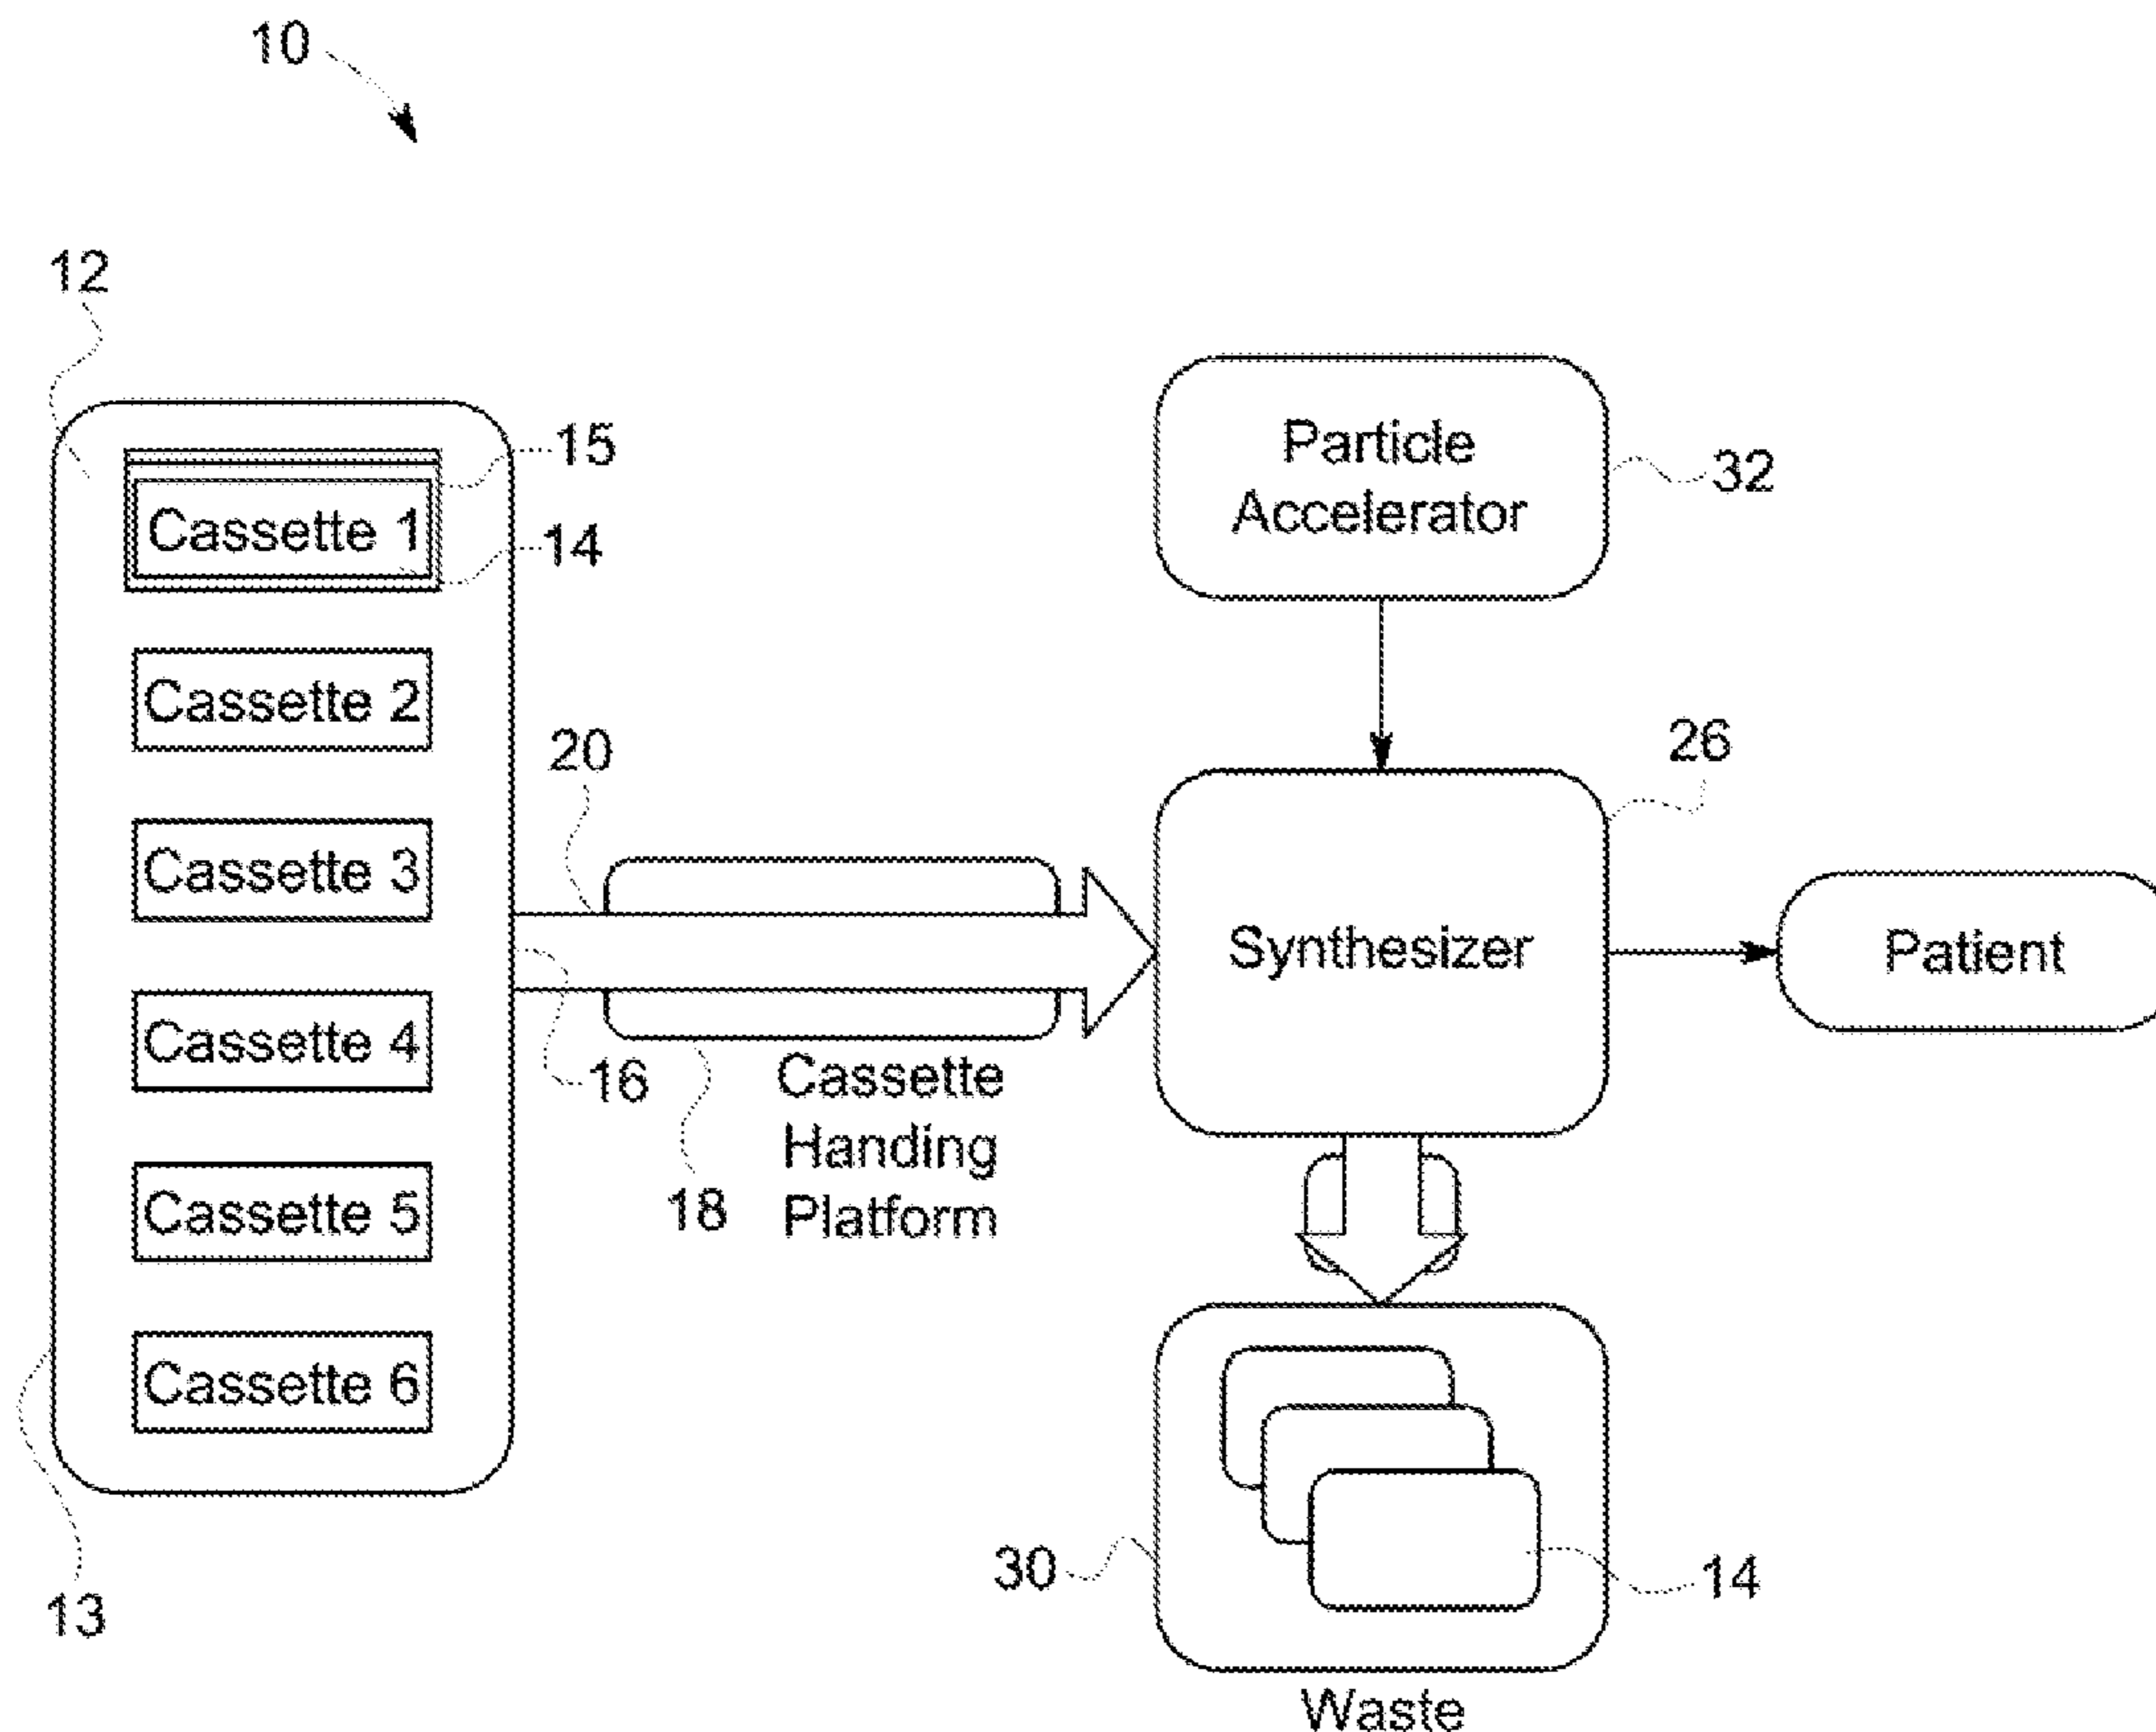 10
12
15
Cassette 1
14
Cassette 2
Cassette 3
Cassette 4
Cassette 5
Cassette 6
13
20
16
18
Cassette
Handing
Platform
Particle
Accelerator
32
26
Synthesizer
Patient
30
14
Waste